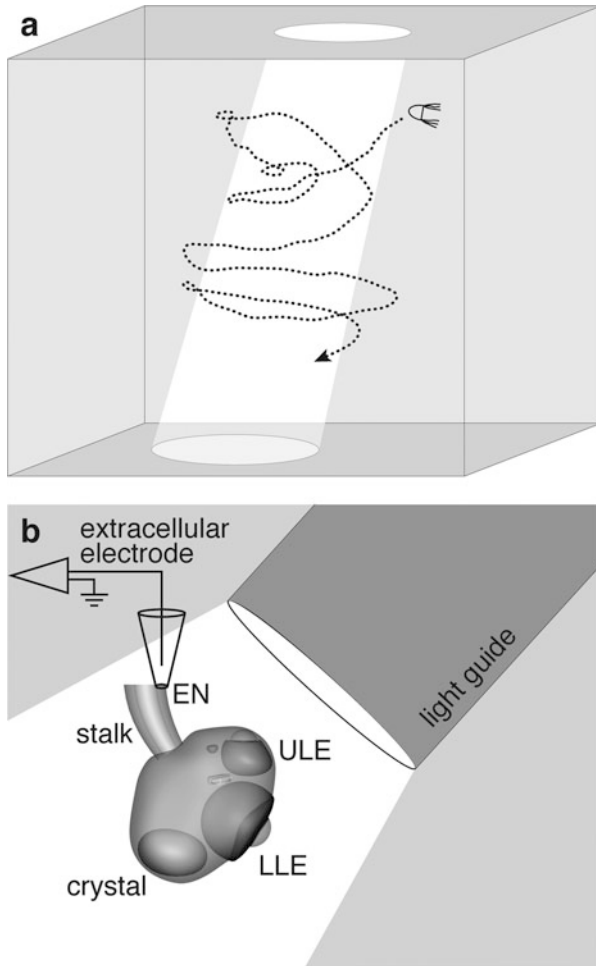 a
b
extracellular
electrode
EN
stalk
ULE
light guide
LLE
crystal